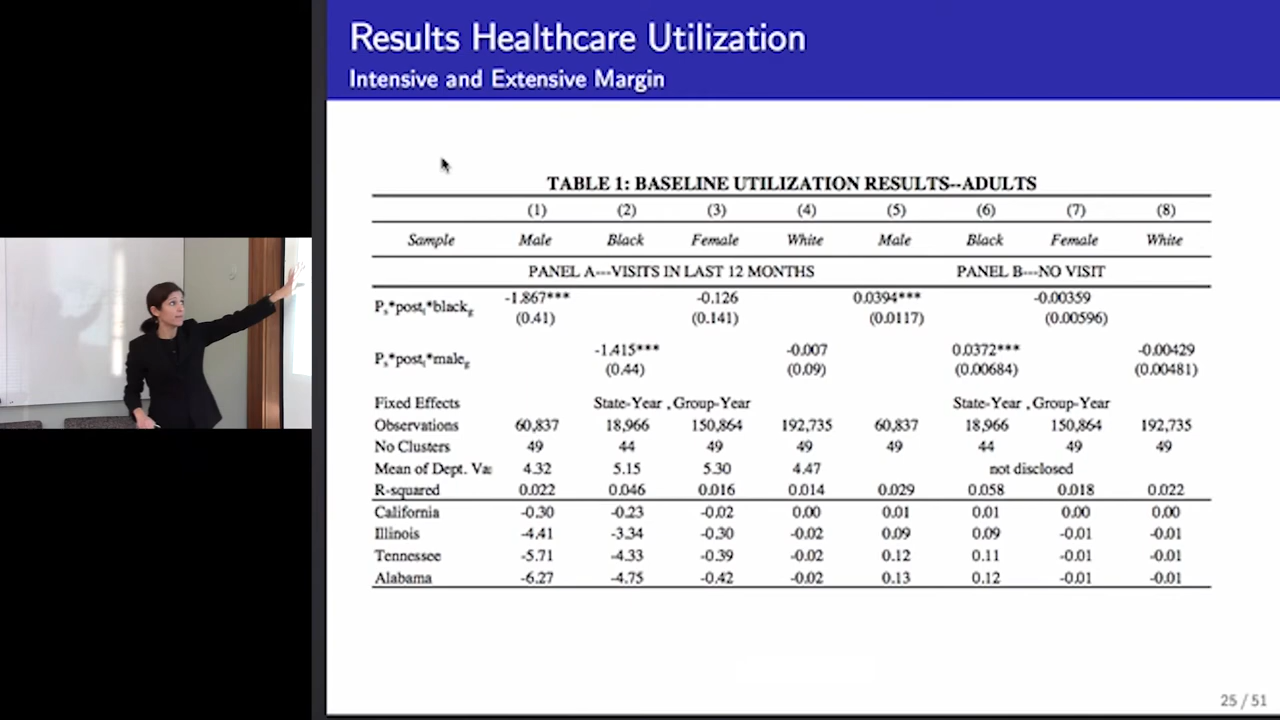 Results Healthcare Utilization
Intensive and Extensive Margin
TABLE 1: BASELINE UTILIZATION RESULTS--ADULTS
(1) (2) (3) (4) (5) (6) (7) (8)
Sample Male Black Female White Male Black Female White
PANEL A---VISITS IN LAST 12 MONTHS PANEL B---NO VISIT
Ps*postt*blackg -1.867*** -0.126 0.0394*** -0.00359
(0.41) (0.141) (0.0117) (0.00596)
Ps*postt*maleg -1.415*** -0.007 0.0372*** -0.00429
(0.44) (0.09) (0.00684) (0.00481)
Fixed Effects State-Year , Group-Year State-Year , Group-Year
Observations 60,837 18,966 150,864 192,735 60,837 18,966 150,864 192,735
No Clusters 49 44 49 49 49 44 49 49
Mean of Dept. Va 4.32 5.15 5.30 4.47 not disclosed
R-squared 0.022 0.046 0.016 0.014 0.029 0.058 0.018 0.022
California -0.30 -0.23 -0.02 0.00 0.01 0.01 0.00 0.00
Illinois -4.41 -3.34 -0.30 -0.02 0.09 0.09 -0.01 -0.01
Tennessee -5.71 -4.33 -0.39 -0.02 0.12 0.11 -0.01 -0.01
Alabama -6.27 -4.75 -0.42 -0.02 0.13 0.12 -0.01 -0.01
25 / 51